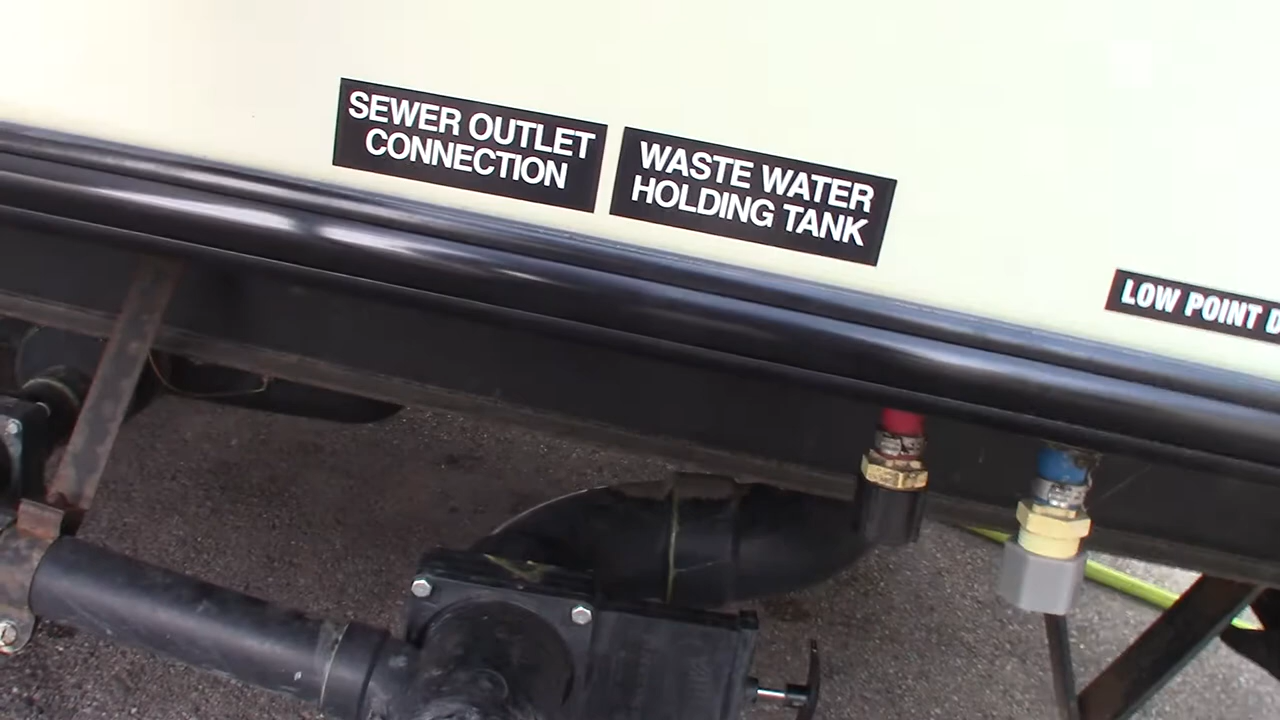 SEWER OUTLET
CONNECTION
WASTE WATER
HOLDING TANK
LOW POINT